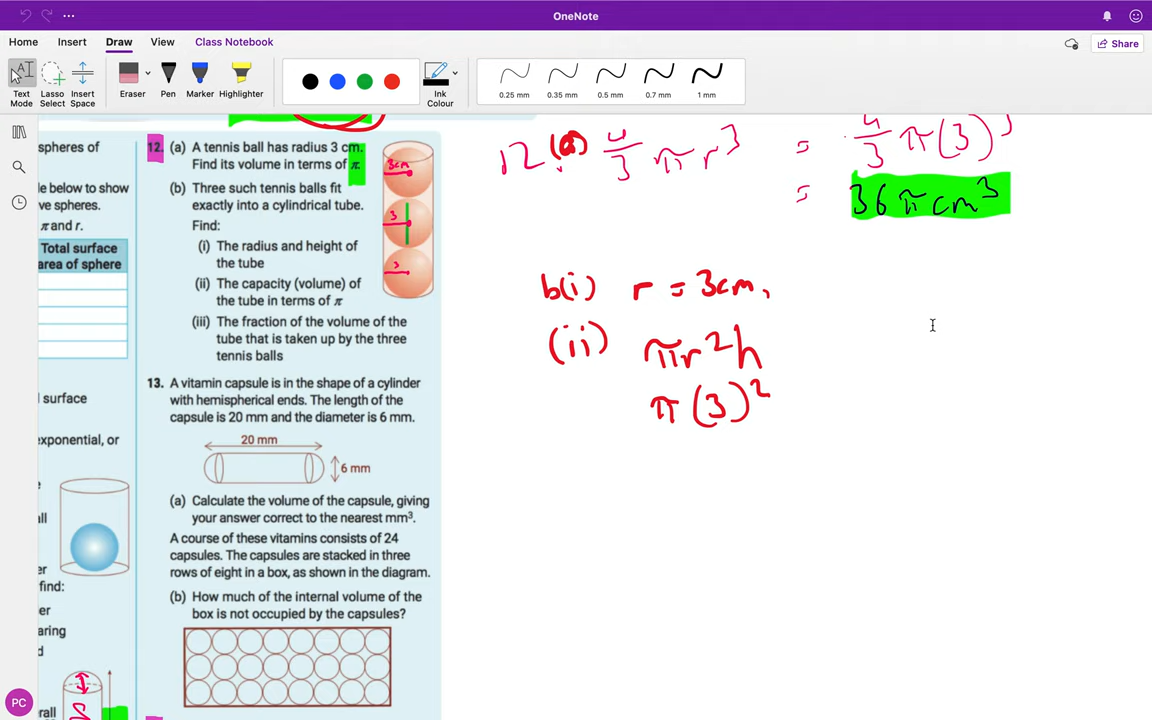 OneNote
Home Insert Draw View Class Notebook
Share
Text Mode
Lasso Select
Insert Space
Eraser
Pen
Marker
Highlighter
Ink Colour
0.25 mm
0.35 mm
0.5 mm
0.7 mm
1 mm
spheres of
le below to show
ve spheres.
π and r.
Total surface
area of sphere
l surface
xponential, or
all
er
find:
er
aring
d
rall
12. (a) A tennis ball has radius 3 cm.
Find its volume in terms of π
(b) Three such tennis balls fit
exactly into a cylindrical tube.
Find:
(i) The radius and height of
the tube
(ii) The capacity (volume) of
the tube in terms of π
(iii) The fraction of the volume of the
tube that is taken up by the three
tennis balls
3cm
3
3
13. A vitamin capsule is in the shape of a cylinder
with hemispherical ends. The length of the
capsule is 20 mm and the diameter is 6 mm.
20 mm
6 mm
(a) Calculate the volume of the capsule, giving
your answer correct to the nearest mm³.
A course of these vitamins consists of 24
capsules. The capsules are stacked in three
rows of eight in a box, as shown in the diagram.
(b) How much of the internal volume of the
box is not occupied by the capsules?
12 (a) 4/3 πr³ = 4/3 π(3)³
= 36πcm³
b(i) r = 3cm,
(ii) πr²h
π(3)²
PC